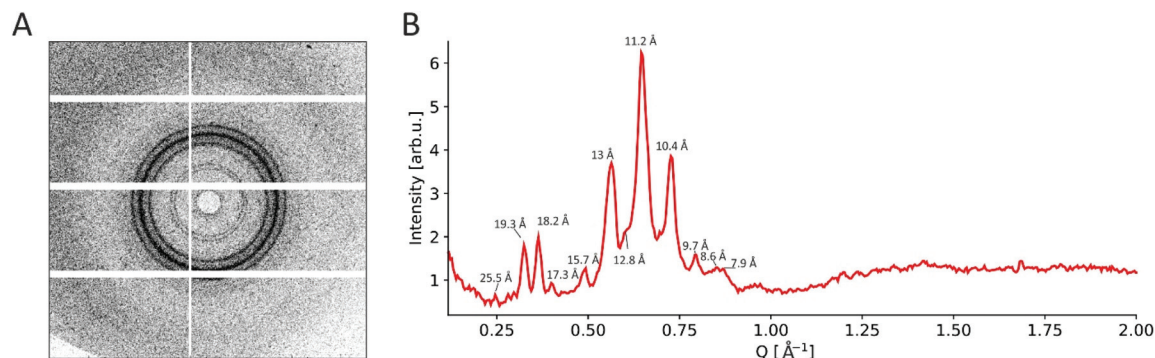 A
B
11.2 Å
13 Å
10.4 Å
19.3 Å
18.2 Å
25.5 Å
17.3 Å
15.7 Å
12.8 Å
9.7 Å
8.6 Å
7.9 Å
Intensity [arb.u.]
6
5
4
3
2
1
0.25 0.50 0.75 1.00 1.25 1.50 1.75 2.00
Q [ Å⁻¹]